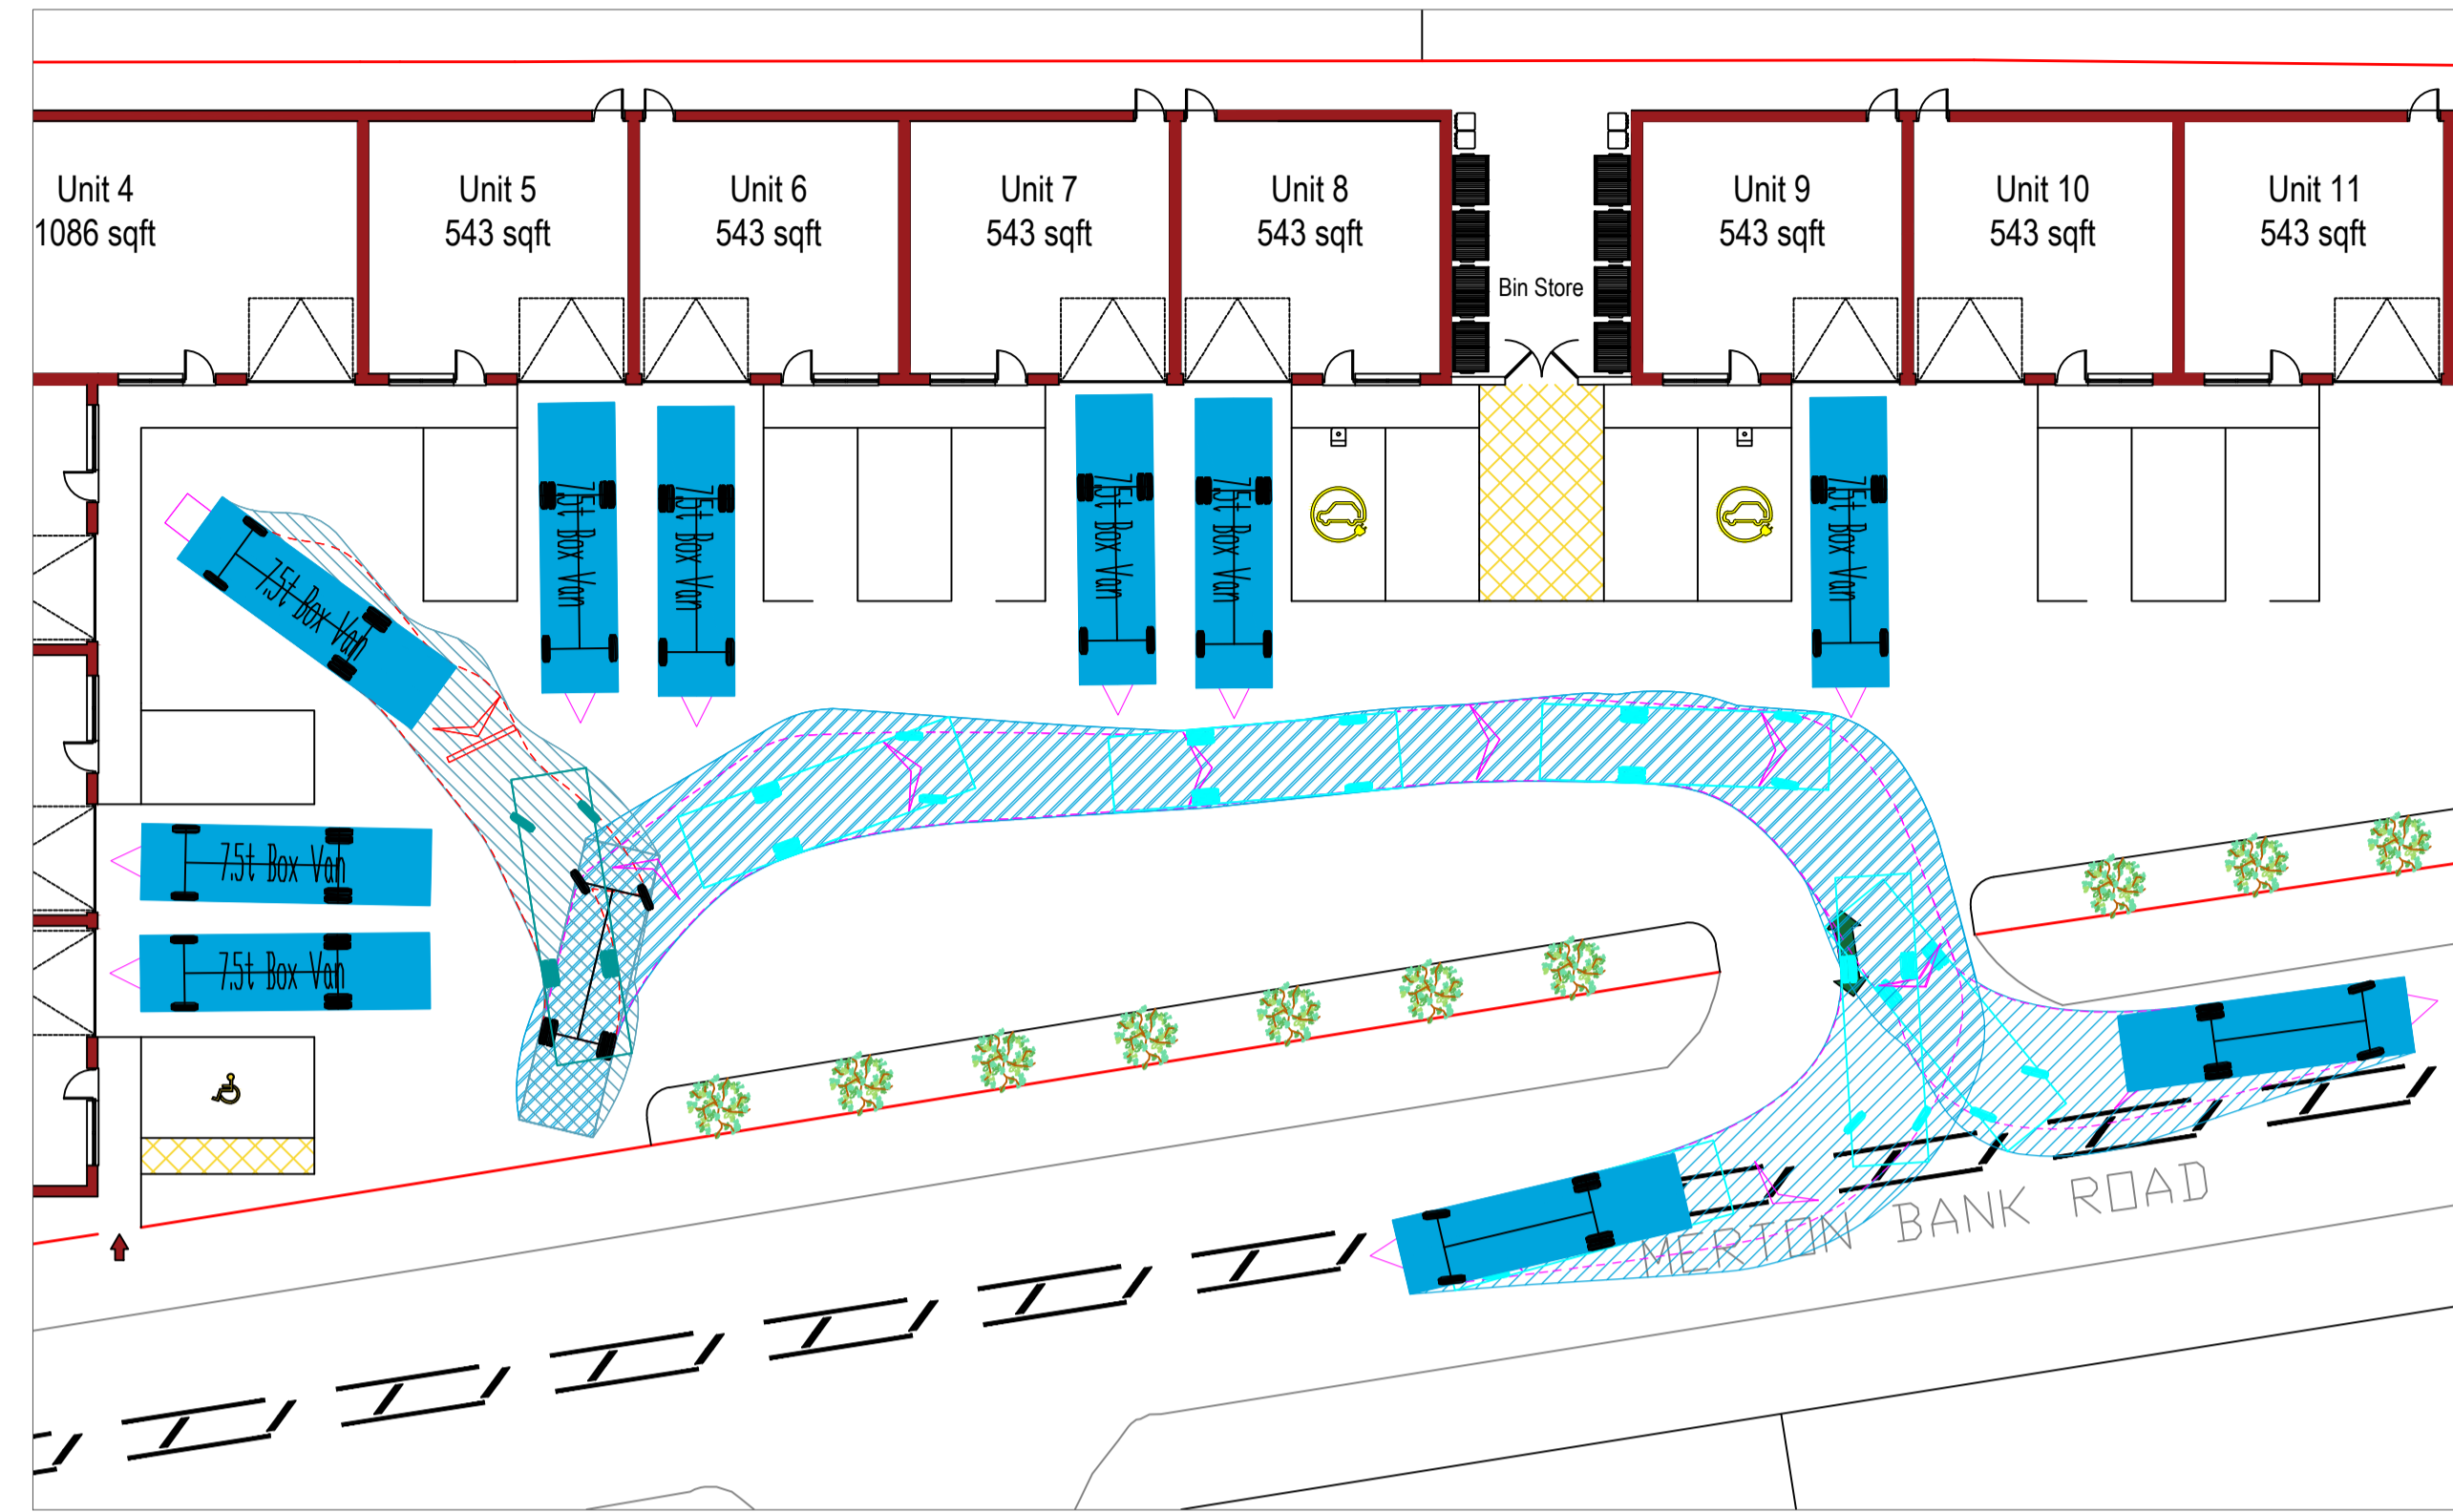 Unit 4
1086 sqft
Unit 5
543 sqft
Unit 6
543 sqft
Unit 7
543 sqft
Unit 8
543 sqft
Bin Store
Unit 9
543 sqft
Unit 10
543 sqft
Unit 11
543 sqft
7.5t Box Van
7.5t Box Van
7.5t Box Van
7.5t Box Van
7.5t Box Van
7.5t Box Van
7.5t Box Van
7.5t Box Van
MERTON BANK ROAD